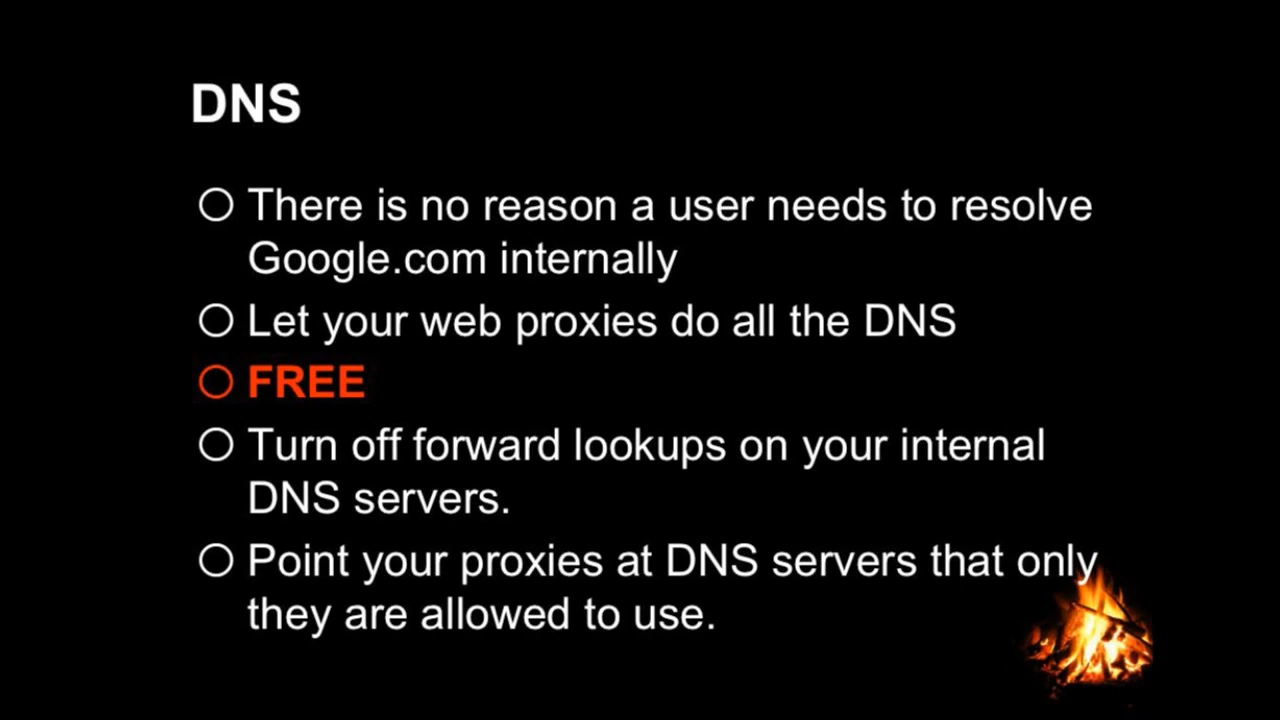 DNS
There is no reason a user needs to resolve
Google.com internally
Let your web proxies do all the DNS
FREE
Turn off forward lookups on your internal
DNS servers.
Point your proxies at DNS servers that only
they are allowed to use.